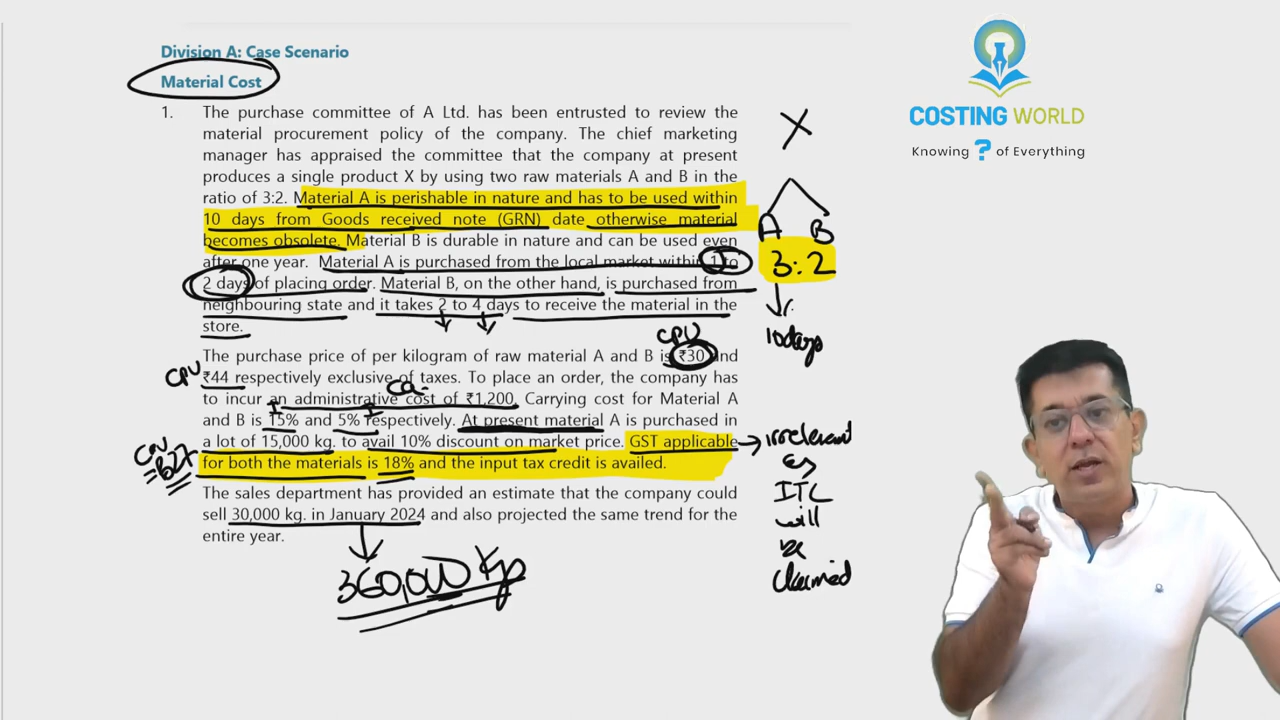 Division A: Case Scenario
Material Cost
1. The purchase committee of A Ltd. has been entrusted to review the
material procurement policy of the company. The chief marketing
manager has appraised the committee that the company at present
produces a single product X by using two raw materials A and B in the
ratio of 3:2. Material A is perishable in nature and has to be used within
10 days from Goods received note (GRN) date otherwise material
becomes obsolete. Material B is durable in nature and can be used even
after one year. Material A is purchased from the local market within 1 to
2 days of placing order. Material B, on the other hand, is purchased from
neighbouring state and it takes 2 to 4 days to receive the material in the
store.
CPU
The purchase price of per kilogram of raw material A and B is ₹30 and
CPU
₹44 respectively exclusive of taxes. To place an order, the company has
Ca
to incur an administrative cost of ₹1,200. Carrying cost for Material A
and B is 15% and 5% respectively. At present material A is purchased in
a lot of 15,000 kg. to avail 10% discount on market price. GST applicable
for both the materials is 18% and the input tax credit is availed.
The sales department has provided an estimate that the company could
sell 30,000 kg. in January 2024 and also projected the same trend for the
entire year.
360,000 Kgs
X
A B
3:2
10days
irrelevant
as
ITC
will
be
claimed
COSTING WORLD
Knowing ? of Everything